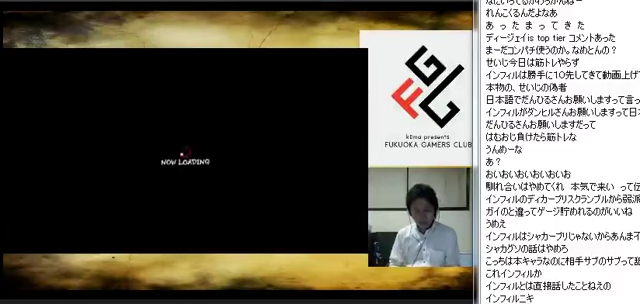 NOW LOADING
FGC
kEma presents
FUKUOKA GAMERS CLUB
れんこくるんだよなあ
あ っ た ま っ て き た
ディージェイ is top tier コメントあった
まーだコンパチ使うのか。なめとんの？
せいじ今日は筋トレやらず
インフィルは勝手に10先してきて動画上げ
本物の、せいじの偽者
日本語でだんひるさんお願いしますって言っ
インフィルがダンヒルさんお願いしますって日
だんひるさんお願いしますだって
はむおじ負けたら筋トレな
うんめーな
あ？
おいおいおいおいおいお
馴れ合いはやめてくれ 本気で来い って伝
インフィルのディカープリスクランブルから弱派
ガイのと違ってゲージ貯めれるのがいいね
うめえ
インフィルはシャカープリじゃないからあんま不
シャカグソの話はやめろ
こっちは本キャラなのに相手サブのサブって
これインフィルか
インフィルとは直接話したことねえの
インフィルニキ